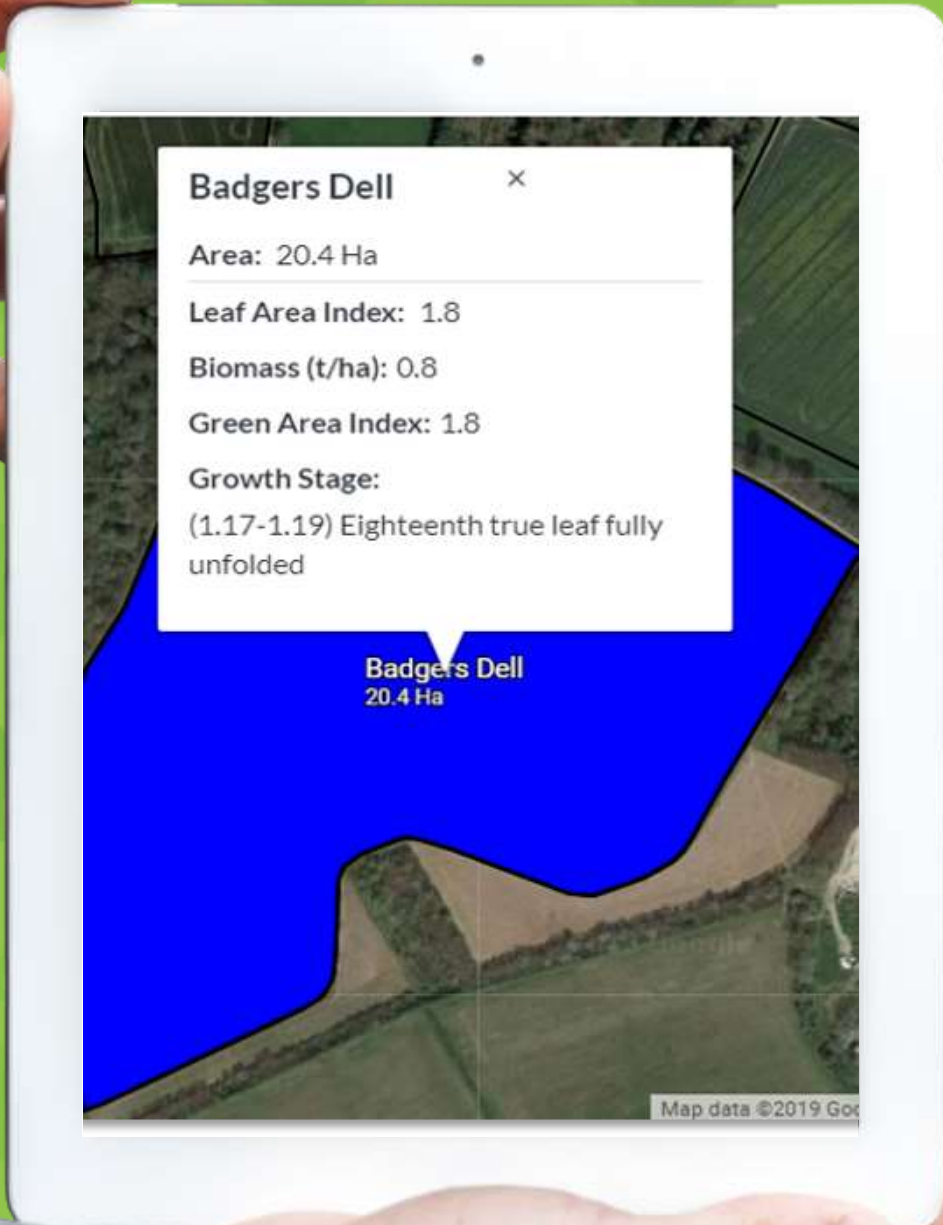 Badgers Dell ×
Area: 20.4 Ha
Leaf Area Index: 1.8
Biomass (t/ha): 0.8
Green Area Index: 1.8
Growth Stage:
(1.17-1.19) Eighteenth true leaf fully
unfolded
Badgers Dell
20.4 Ha
Map data ©2019 Goo